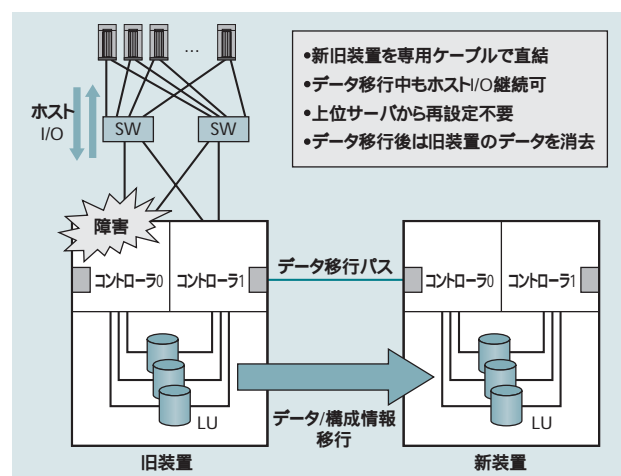 …
•新旧装置を専用ケーブルで直結
•データ移行中もホストI/O継続可
•上位サーバから再設定不要
•データ移行後は旧装置のデータを消去
ホスト
I/O
SW
SW
障害
コントローラ0
コントローラ1
データ移行パス
コントローラ0
コントローラ1
LU
データ/構成情報
移行
LU
旧装置
新装置